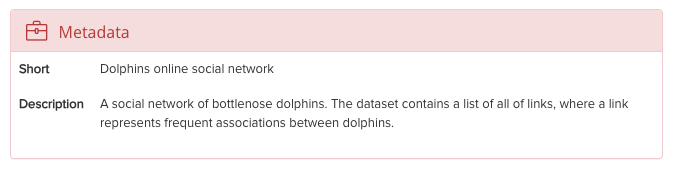 Metadata
Short Dolphins online social network
Description A social network of bottlenose dolphins. The dataset contains a list of all of links, where a link
represents frequent associations between dolphins.